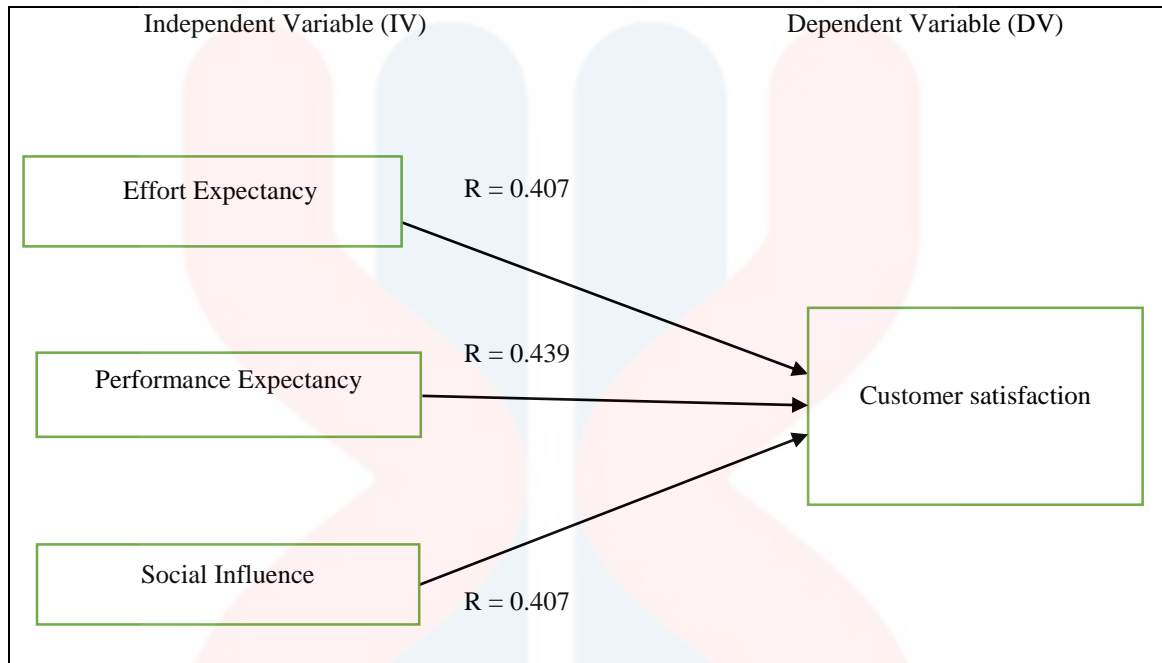 Independent Variable (IV)
Dependent Variable (DV)
Effort Expectancy
R = 0.407
Performance Expectancy
R = 0.439
Customer satisfaction
Social Influence
R = 0.407